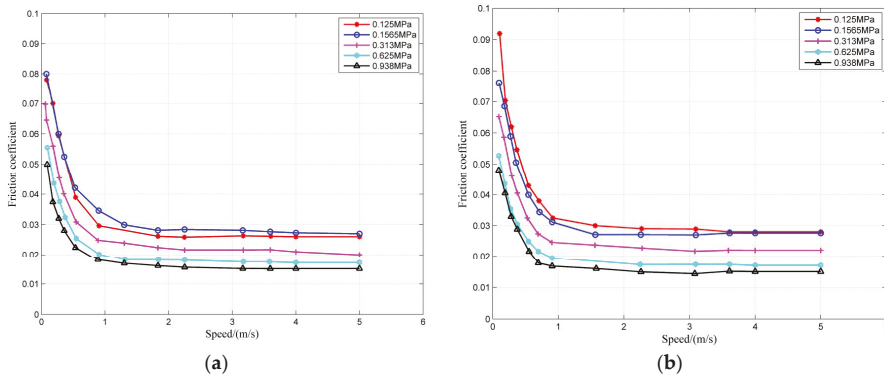 0.1
0.09
0.08
0.07
0.06
0.05
0.04
0.03
0.02
0.01
0
Friction coefficient
0.125MPa
0.1565MPa
0.313MPa
0.625MPa
0.938MPa
0 1 2 3 4 5 6
Speed/(m/s)
(a)
0.1
0.09
0.08
0.07
0.06
0.05
0.04
0.03
0.02
0.01
0
Friction coefficient
0.125MPa
0.1565MPa
0.313MPa
0.625MPa
0.938MPa
0 1 2 3 4 5
Speed/(m/s)
(b)